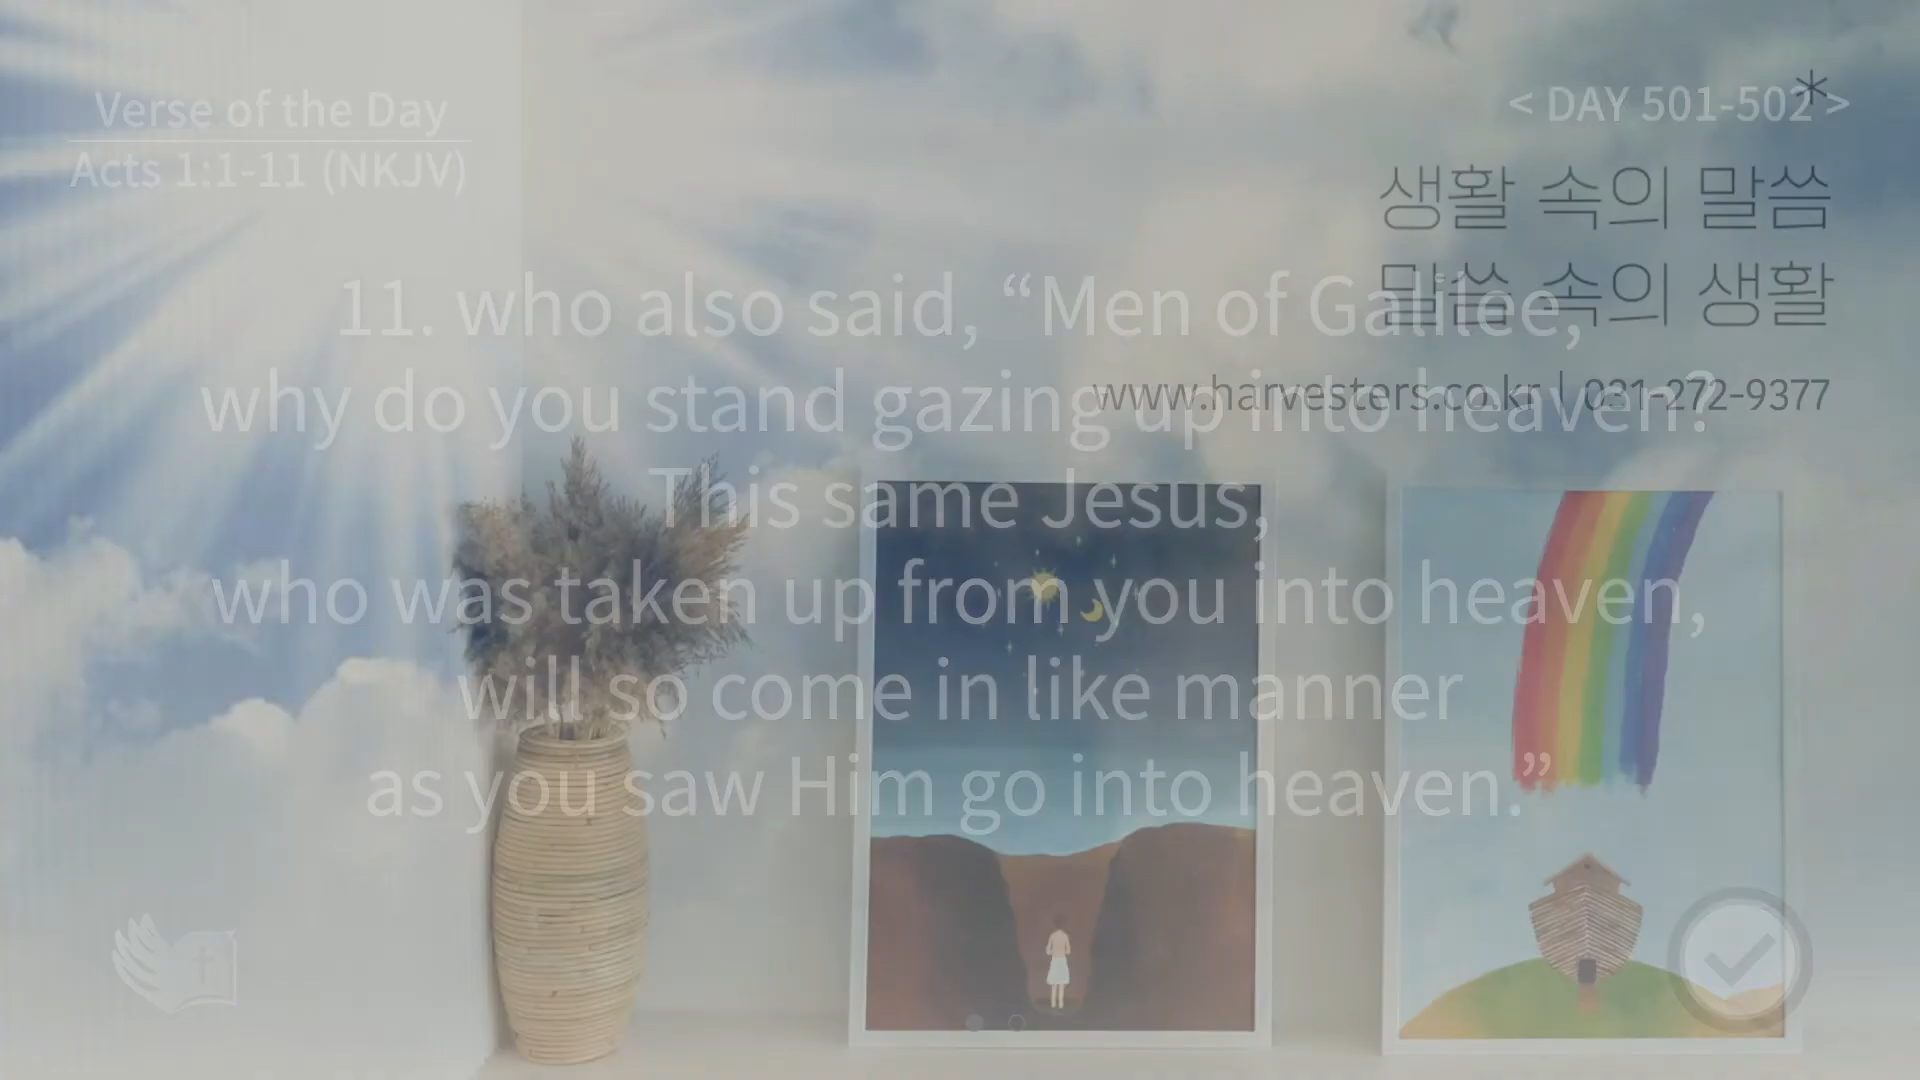 Verse of the Day
Acts 1:1-11 (NKJV)
< DAY 501-502 >
*
생활 속의 말씀
말씀 속의 생활
www.harvesters.co.kr | 031-272-9377
11. who also said, “Men of Galilee,
why do you stand gazing up into heaven?
This same Jesus,
who was taken up from you into heaven,
will so come in like manner
as you saw Him go into heaven.”